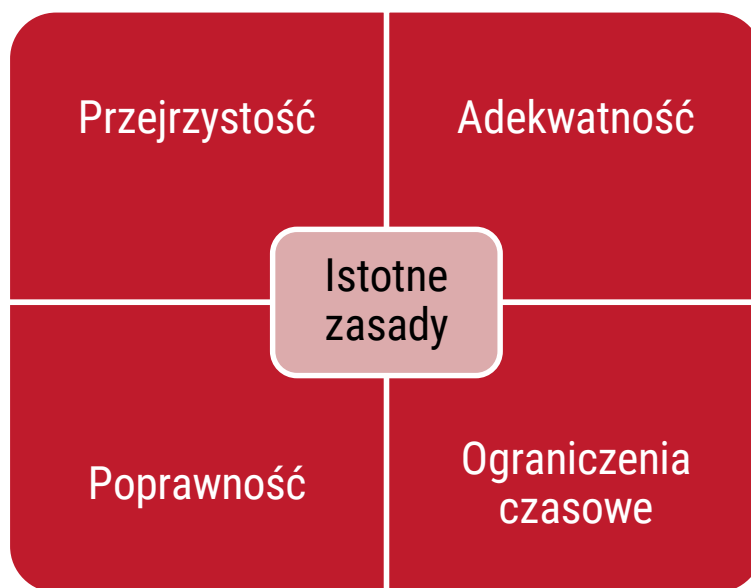 Przejrzystość
Adekwatność
Istotne
zasady
Poprawność
Ograniczenia
czasowe